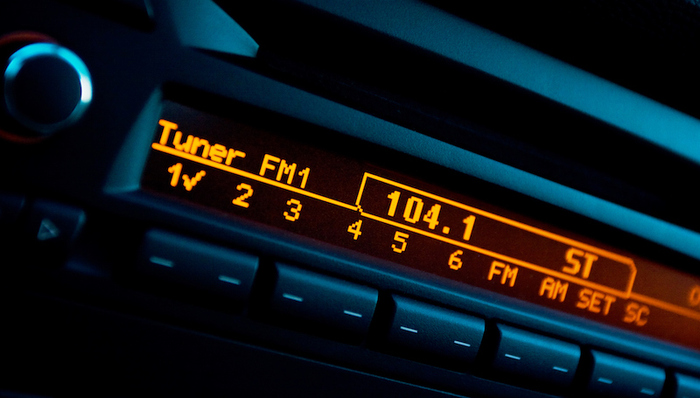 Tuner FM1 104.1 ST
1✓ 2 3 4 5 6 FM AM SET SC